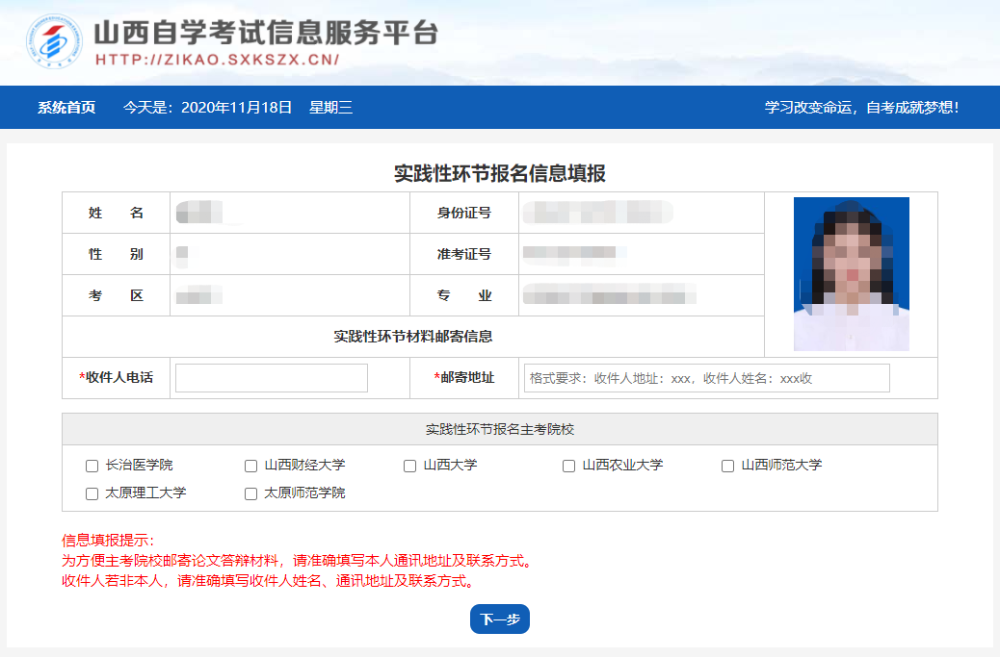 山西自学考试信息服务平台
HTTP://ZIKAO.SXKSZX.CN/
系统首页 今天是：2020年11月18日 星期三 学习改变命运，自考成就梦想！
实践性环节报名信息填报
姓 名 身份证号
性 别 准考证号
考 区 专 业
实践性环节材料邮寄信息
*收件人电话 *邮寄地址 格式要求：收件人地址：xxx，收件人姓名：xxx收
实践性环节报名主考院校
长治医学院 山西财经大学 山西大学 山西农业大学 山西师范大学
太原理工大学 太原师范学院
信息填报提示：
为方便主考院校邮寄论文答辩材料，请准确填写本人通讯地址及联系方式。
收件人若非本人，请准确填写收件人姓名、通讯地址及联系方式。
下一步